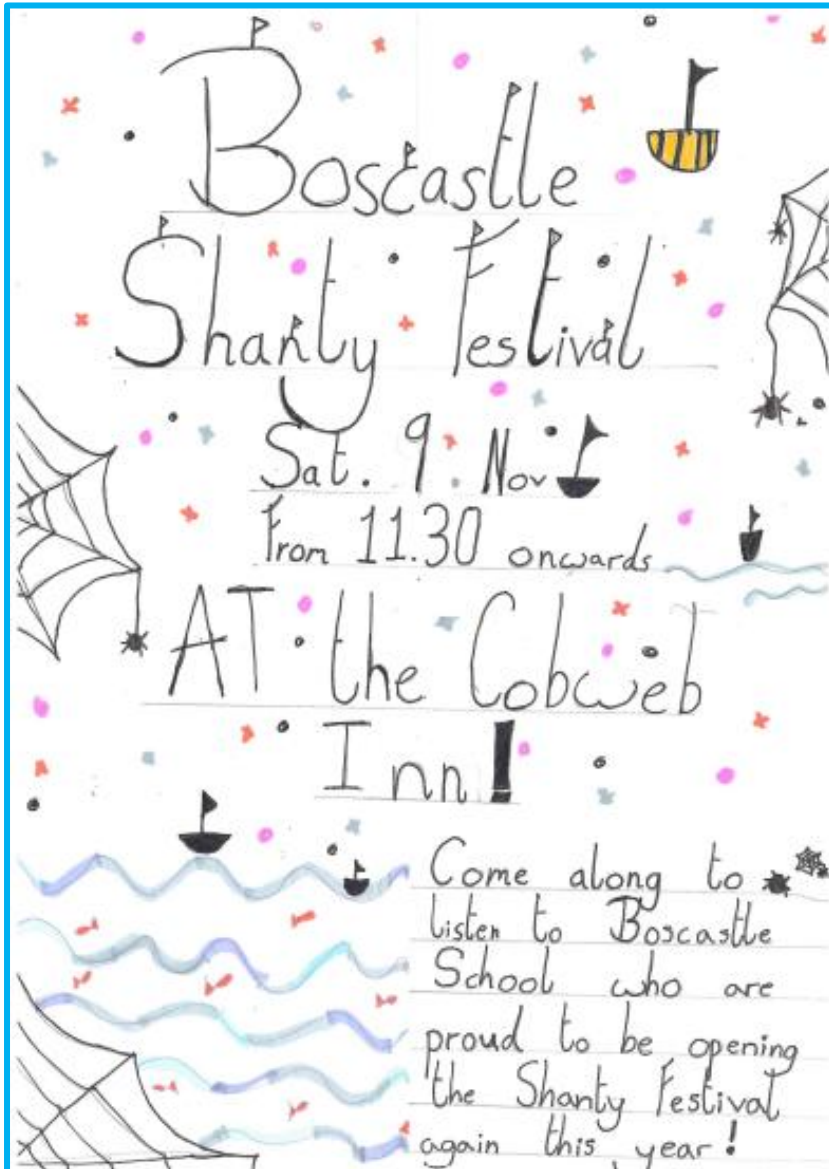 Boscastle
Shanty Festival
Sat. 9. Nov
From 11.30 onwards
AT the Cobweb
Inn!
Come along to
listen to Boscastle
School who are
proud to be opening
the Shanty Festival
again this year!